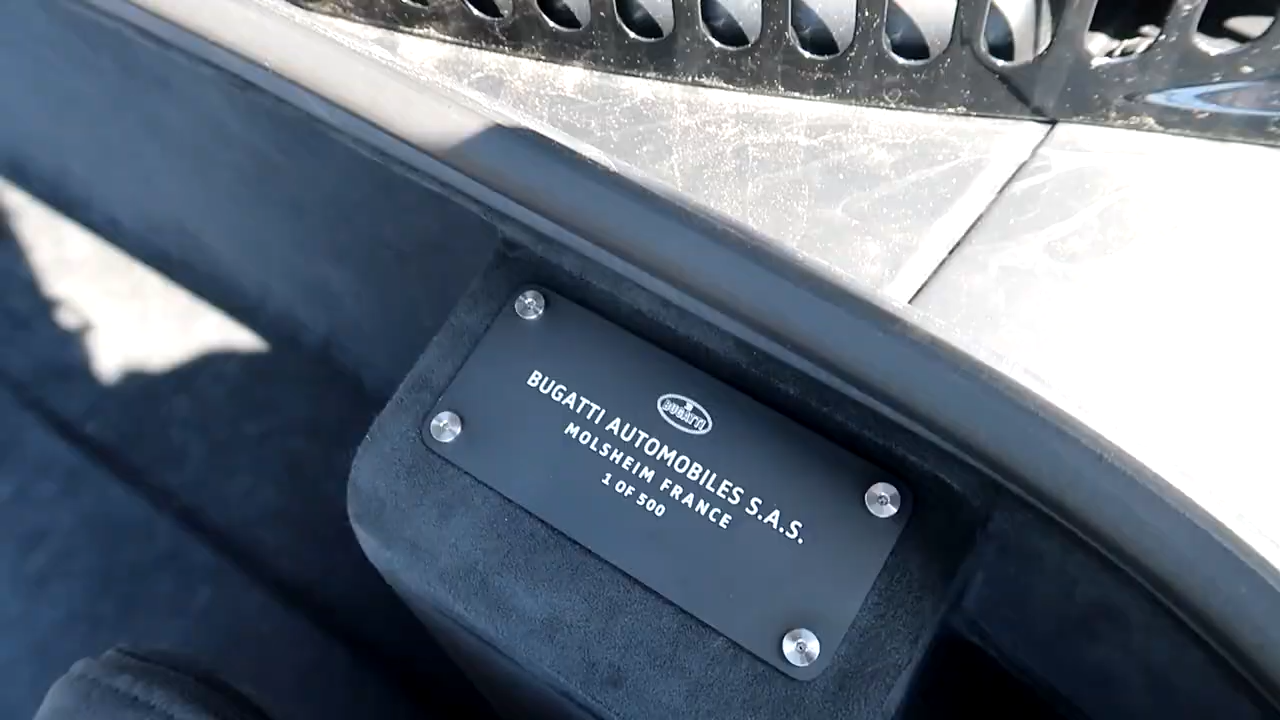 BUGATTI
BUGATTI AUTOMOBILES S.A.S.
MOLSHEIM FRANCE
1 OF 500